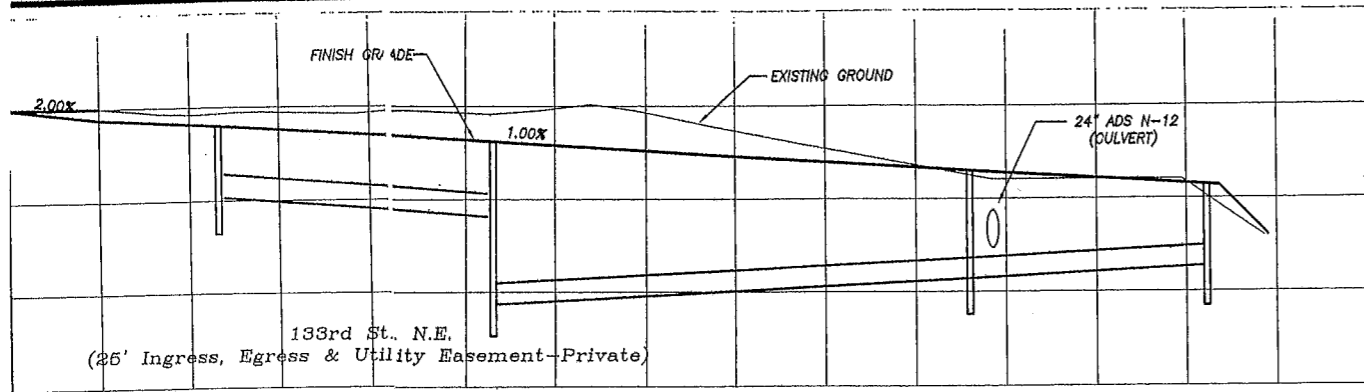 FINISH GRADE
EXISTING GROUND
2.00%
24" ADS N-12
(CULVERT)
1.00%
133rd St., N.E.
(25' Ingress, Egress & Utility Easement-Private)